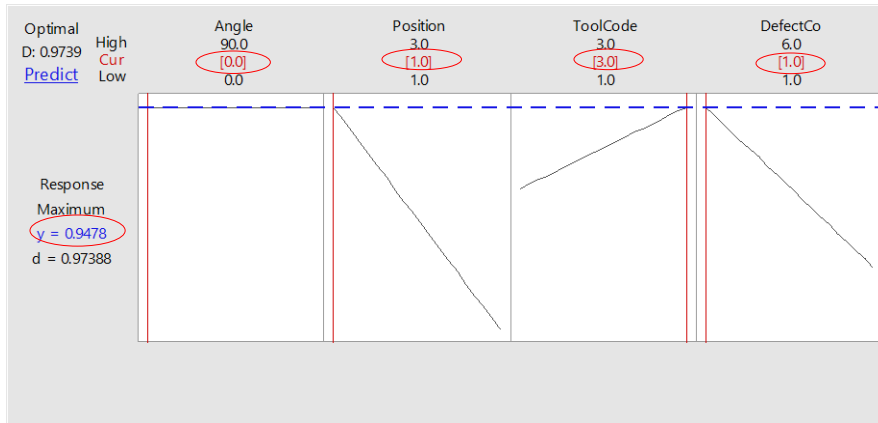 Optimal
D: 0.9739
Predict
High
Cur
Low
Angle
90.0
[0.0]
0.0
Position
3.0
[1.0]
1.0
ToolCode
3.0
[3.0]
1.0
DefectCo
6.0
[1.0]
1.0
Response
Maximum
y = 0.9478
d = 0.97388